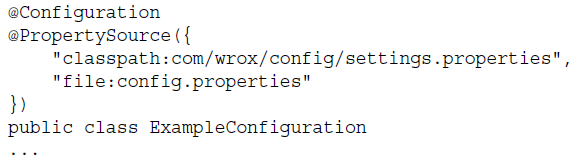 @Configuration
@PropertySource({
    "classpath:com/wrox/config/settings.properties",
    "file:config.properties"
})
public class ExampleConfiguration
...